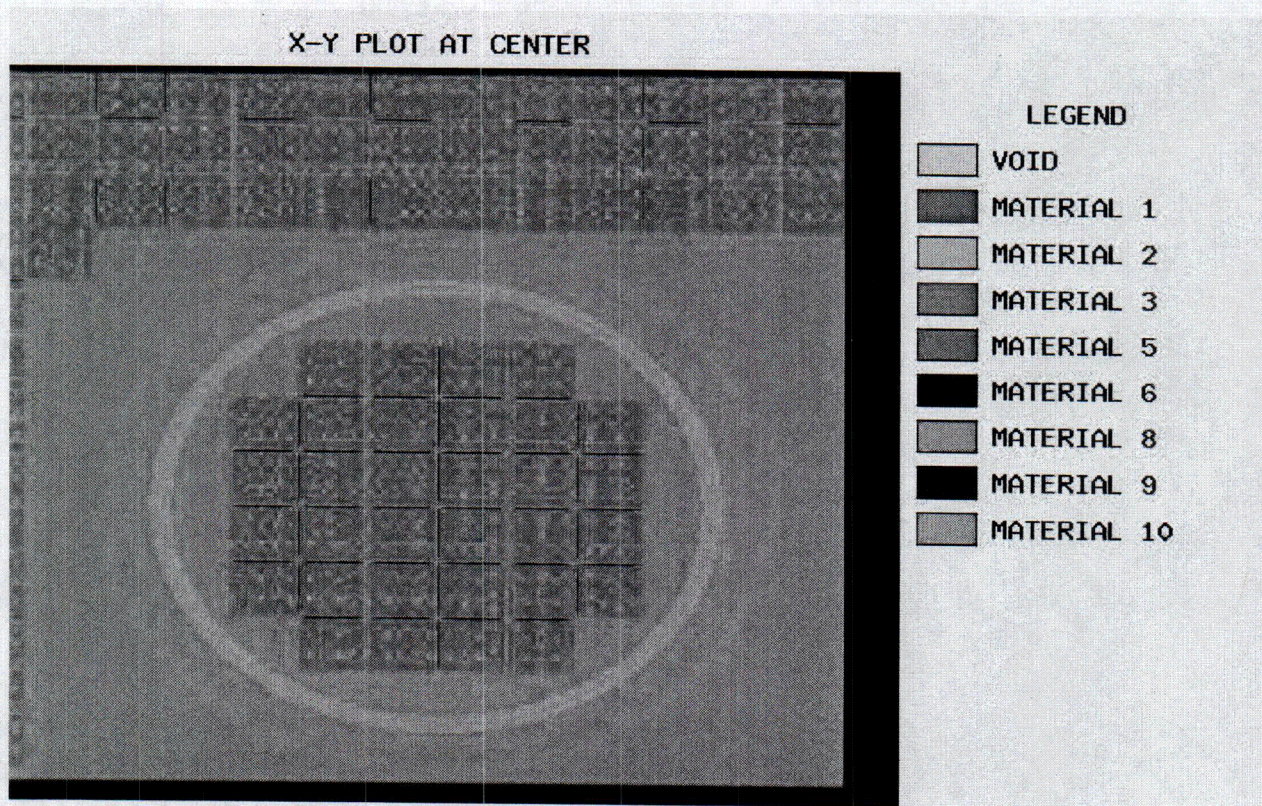 X-Y PLOT AT CENTER
LEGEND
VOID
MATERIAL 1
MATERIAL 2
MATERIAL 3
MATERIAL 5
MATERIAL 6
MATERIAL 8
MATERIAL 9
MATERIAL 10